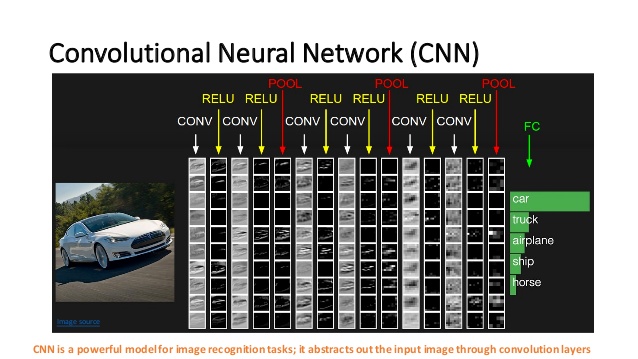 Convolutional Neural Network (CNN)
POOL POOL POOL
RELU RELU RELU RELU RELU RELU
CONV CONV CONV CONV CONV CONV
FC
car
truck
airplane
ship
horse
Image source
CNN is a powerful model for image recognition tasks; it abstracts out the input image through convolution layers